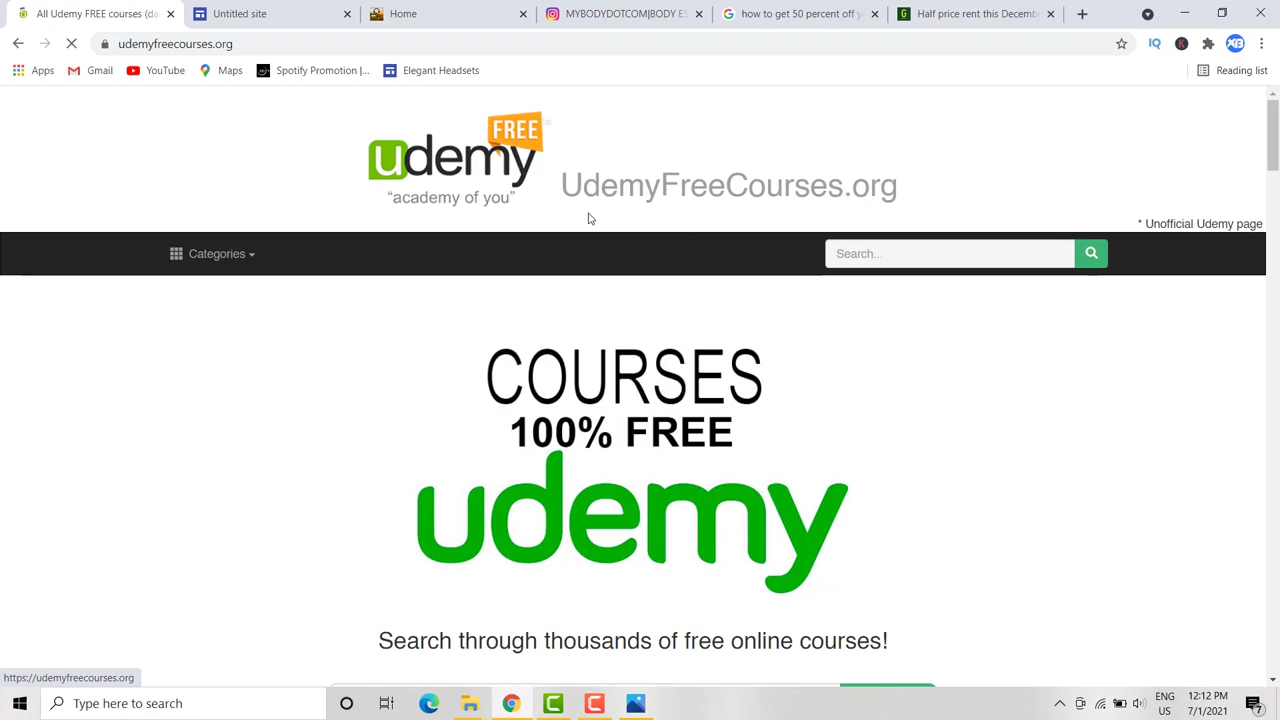 All Udemy FREE courses (da
Untitled site
Home
MYBODYDOTCOM|BODY ES
how to get 50 percent off y
Half price rent this Decemb
udemyfreecourses.org
Apps
Gmail
YouTube
Maps
Spotify Promotion |...
Elegant Headsets
Reading list
FREE
udemy
UdemyFreeCourses.org
“academy of you”
* Unofficial Udemy page
Categories
Search...
COURSES
100% FREE
udemy
Search through thousands of free online courses!
https://udemyfreecourses.org
Type here to search
ENG
US
12:12 PM
7/1/2021
7